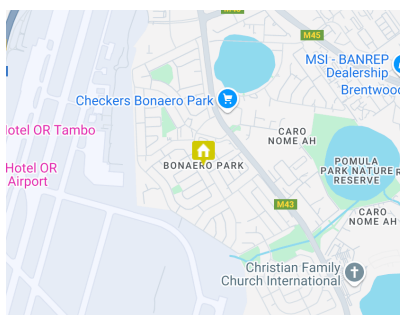 M45
MSI - BANREP
Dealership
Brentwood
Checkers Bonaero Park
Hotel OR Tambo
CARO
NOME AH
BONAERO PARK
POMULA
PARK NATURE
RESERVE
Hotel OR
Airport
M43
CARO
NOME AH
Christian Family
Church International